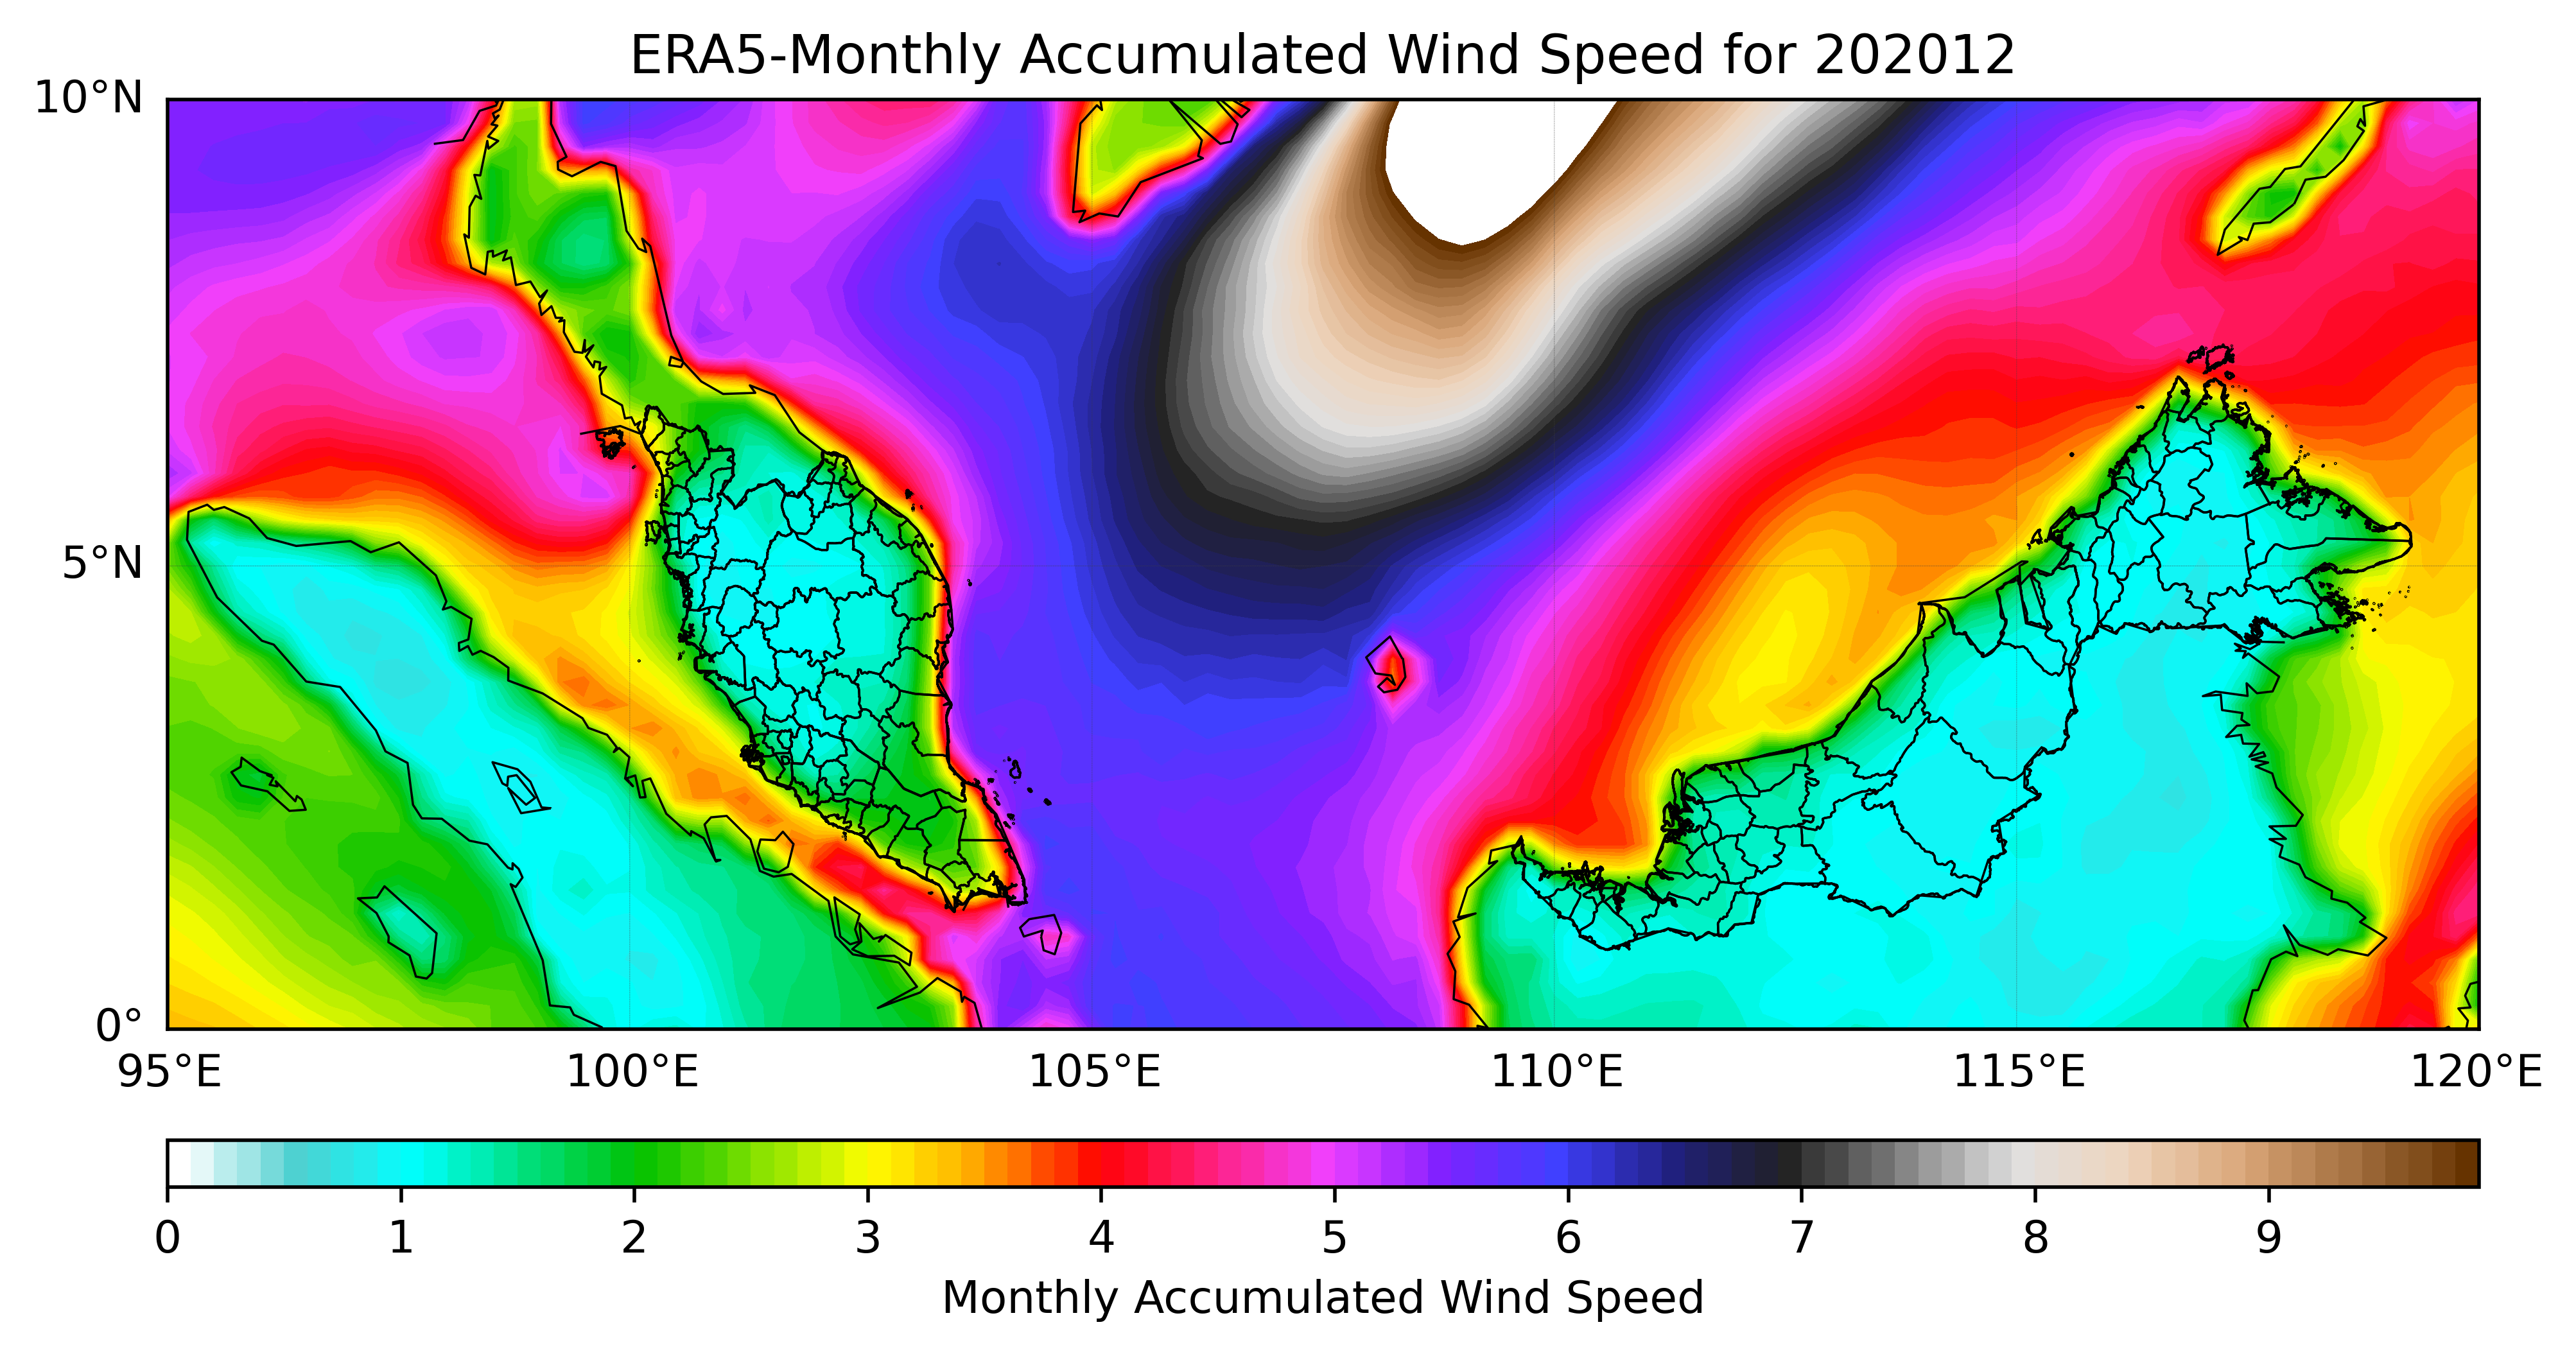 ERA5-Monthly Accumulated Wind Speed for 202012
10°N
5°N
0°
95°E 100°E 105°E 110°E 115°E 120°E
0 1 2 3 4 5 6 7 8 9
Monthly Accumulated Wind Speed